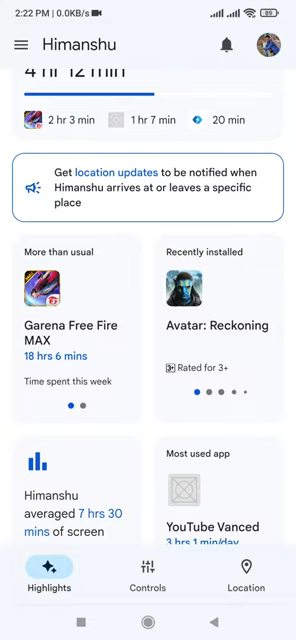 2:22 PM | 0.0KB/s
89
Himanshu
4 hr 12 min
2 hr 3 min
1 hr 7 min
20 min
Get location updates to be notified when
Himanshu arrives at or leaves a specific
place
More than usual
Garena Free Fire
MAX
18 hrs 6 mins
Time spent this week
Recently installed
Avatar: Reckoning
3+ Rated for 3+
Himanshu
averaged 7 hrs 30
mins of screen
Most used app
YouTube Vanced
3 hrs 1 min/day
Highlights
Controls
Location